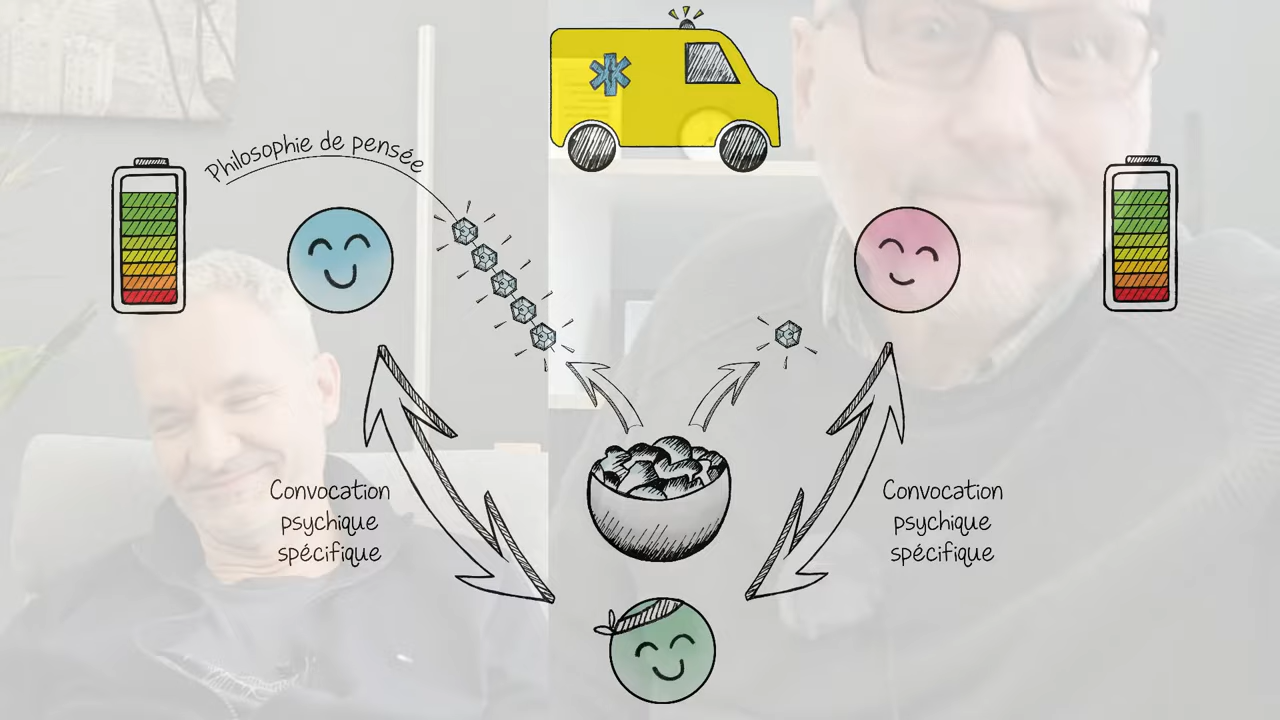 Philosophie de pensée
Convocation
psychique
spécifique
Convocation
psychique
spécifique